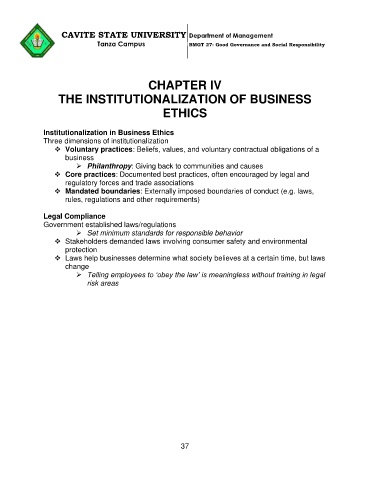 CAVITE STATE UNIVERSITY Department of Management
Tanza Campus BMGT 27- Good Governance and Social Responsibility
CHAPTER IV
THE INSTITUTIONALIZATION OF BUSINESS
ETHICS
Institutionalization in Business Ethics
Three dimensions of institutionalization
❖ Voluntary practices: Beliefs, values, and voluntary contractual obligations of a
business
➢ Philanthropy: Giving back to communities and causes
❖ Core practices: Documented best practices, often encouraged by legal and
regulatory forces and trade associations
❖ Mandated boundaries: Externally imposed boundaries of conduct (e.g. laws,
rules, regulations and other requirements)
Legal Compliance
Government established laws/regulations
➢ Set minimum standards for responsible behavior
❖ Stakeholders demanded laws involving consumer safety and environmental
protection
❖ Laws help businesses determine what society believes at a certain time, but laws
change
➢ Telling employees to 'obey the law' is meaningless without training in legal
risk areas
37